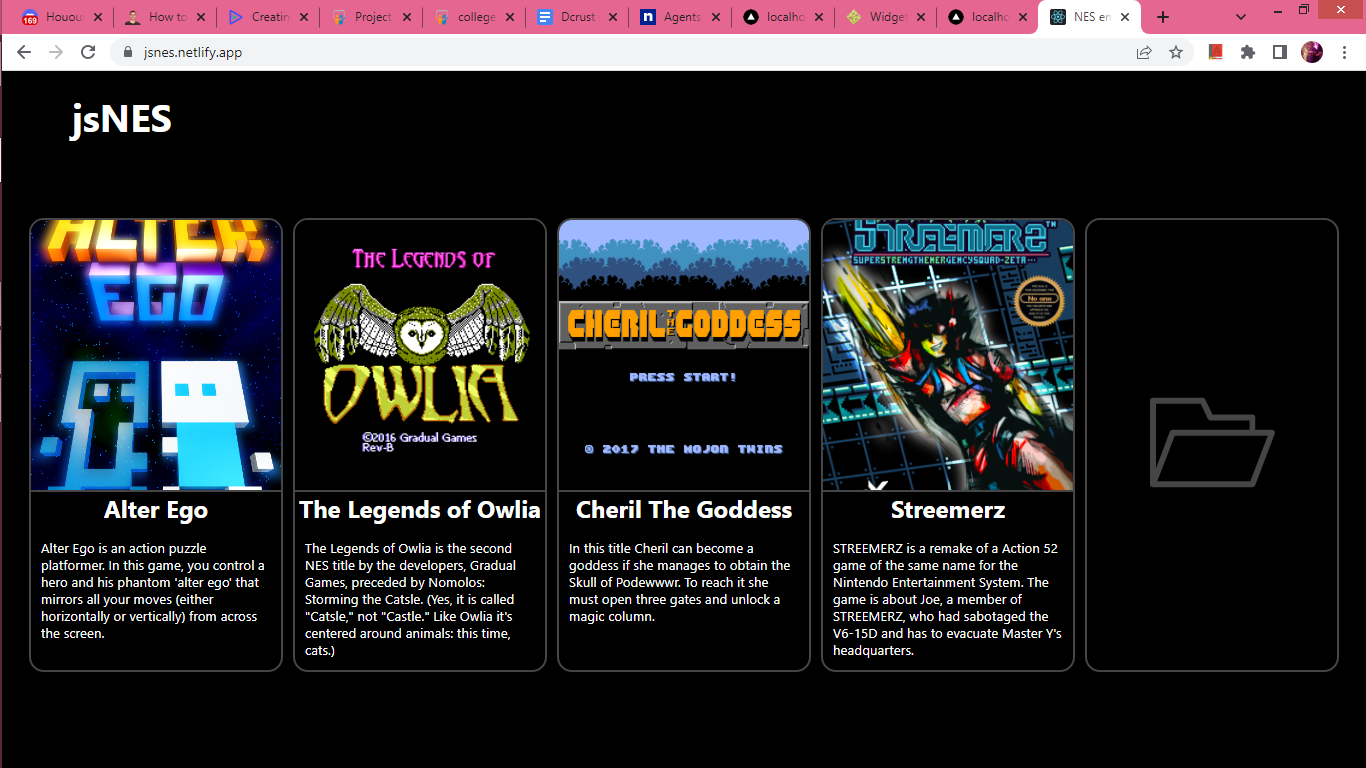 169
Houou
How to
Creatin
Project
college
Dcrust
n
Agents
localho
Widget
localho
NES en
jsnes.netlify.app
jsNES
ALTER
EGO
Alter Ego
Alter Ego is an action puzzle
platformer. In this game, you control a
hero and his phantom 'alter ego' that
mirrors all your moves (either
horizontally or vertically) from across
the screen.
THE LEGENDS OF
OWLIA
©2016 Gradual Games
Rev-B
The Legends of Owlia
The Legends of Owlia is the second
NES title by the developers, Gradual
Games, preceded by Nomolos:
Storming the Catsle. (Yes, it is called
"Catsle," not "Castle." Like Owlia it's
centered around animals: this time,
cats.)
CHERIL THE GODDESS
PRESS START!
© 2017 THE MOJON TWINS
Cheril The Goddess
In this title Cheril can become a
goddess if she manages to obtain the
Skull of Podewwwr. To reach it she
must open three gates and unlock a
magic column.
STREEMERZ™
SUPERSTRENGTHEMERGENCYSQUAD-ZETA...
No one
Streemerz
STREEMERZ is a remake of a Action 52
game of the same name for the
Nintendo Entertainment System. The
game is about Joe, a member of
STREEMERZ, who had sabotaged the
V6-15D and has to evacuate Master Y's
headquarters.